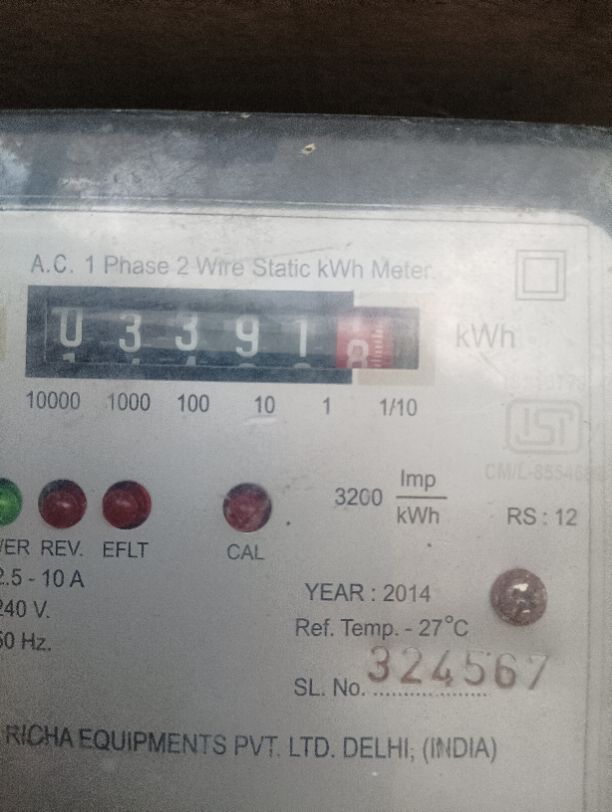 A.C. 1 Phase 2 Wire Static kWh Meter
0 3 3 9 1 8
kWh
10000 1000 100 10 1 1/10
3200 Imp/kWh
CM/L-
RS : 12
REV. EFLT CAL
2.5 - 10 A
240 V.
50 Hz.
YEAR : 2014
Ref. Temp. - 27°C
SL. No. 324567
RICHA EQUIPMENTS PVT. LTD. DELHI, (INDIA)